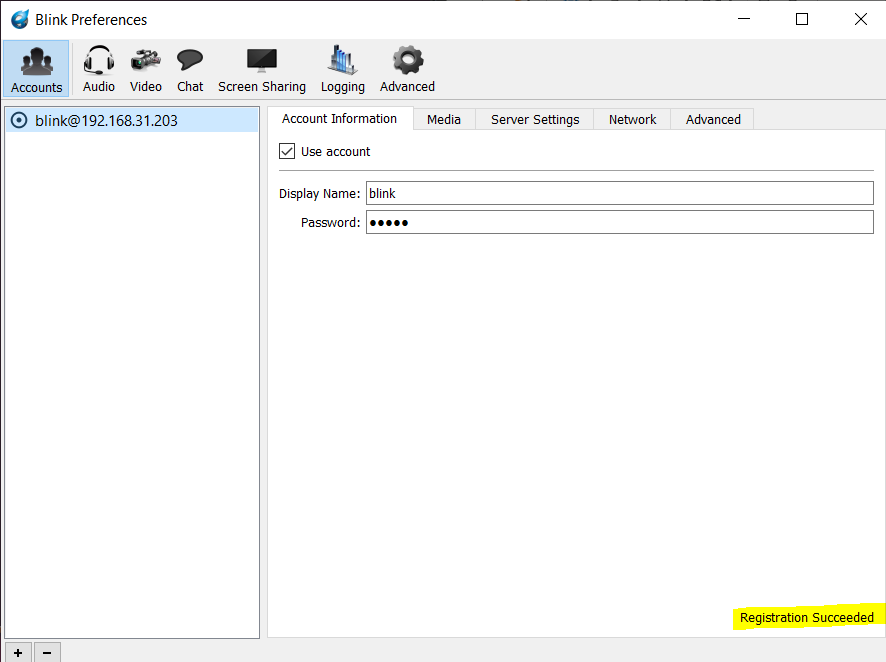 Blink Preferences
Accounts Audio Video Chat Screen Sharing Logging Advanced
blink@192.168.31.203
Account Information Media Server Settings Network Advanced
Use account
Display Name: blink
Password: ●●●●●
Registration Succeeded
+ −